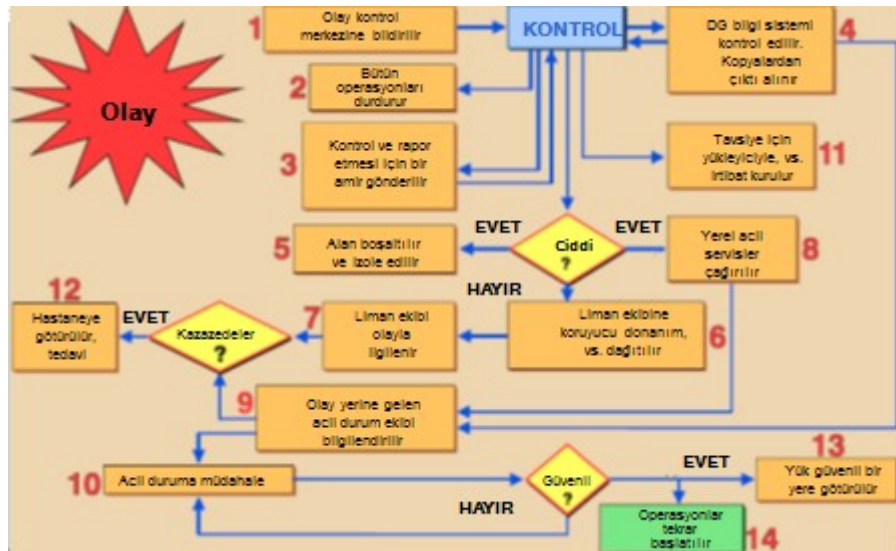 Olay
1
Olay kontrol
merkezine bildirilir
KONTROL
DG bilgi sistemi
kontrol edilir.
Kopyalardan
çıktı alınır
4
2
Bütün
operasyonları
durdurur
3
Kontrol ve rapor
etmesi için bir
amir gönderilir
Tavsiye için
yükleyiciyle, vs.
irtibat kurulur
11
5
Alan boşaltılır
ve izole edilir
EVET
Ciddi
?
EVET
Yerel acil
servisler
çağırılır
8
HAYIR
12
Hastaneye
götürülür,
tedavi
EVET
Kazazedeler
?
7
Liman ekibi
olayla
ilgilenir
Liman ekibine
koruyucu donanım,
vs. dağıtılır
6
9
Olay yerine gelen
acil durum ekibi
bilgilendirilir
10
Acil duruma müdahale
Güvenli
?
EVET
13
Yük güvenli bir
yere götürülür
HAYIR
Operasyonlar
tekrar
başlatılır
14